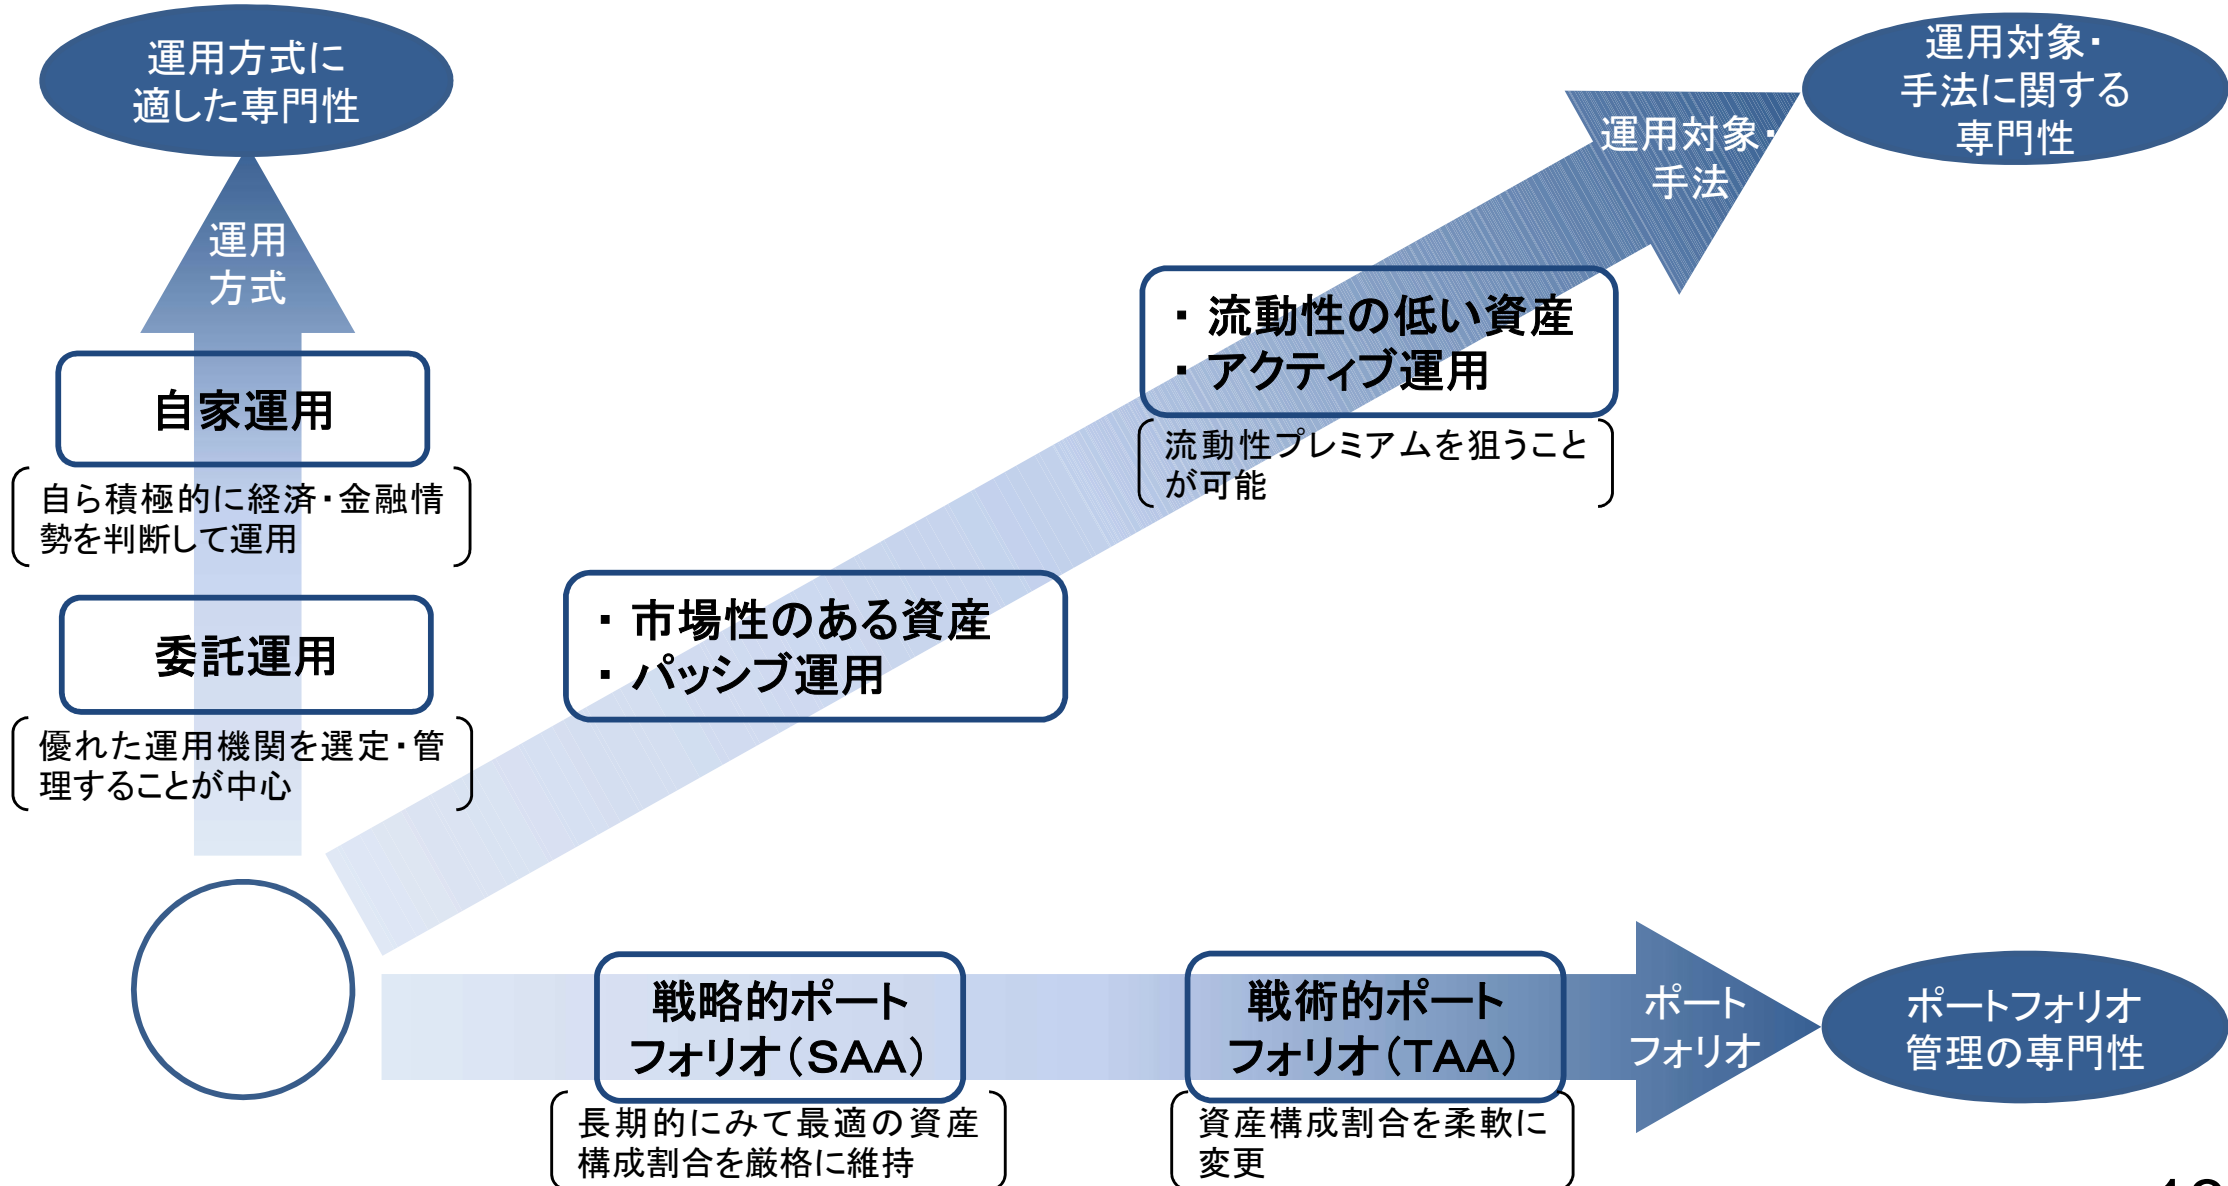 運用方式に
適した専門性
運用対象・
手法に関する
専門性
運用対象・
手法
運用
方式
・流動性の低い資産
・アクティブ運用
流動性プレミアムを狙うこと
が可能
自家運用
自ら積極的に経済・金融情
勢を判断して運用
・市場性のある資産
・パッシブ運用
委託運用
優れた運用機関を選定・管
理することが中心
戦略的ポート
フォリオ（SAA）
長期的にみて最適の資産
構成割合を厳格に維持
戦術的ポート
フォリオ（TAA）
資産構成割合を柔軟に
変更
ポート
フォリオ
ポートフォリオ
管理の専門性